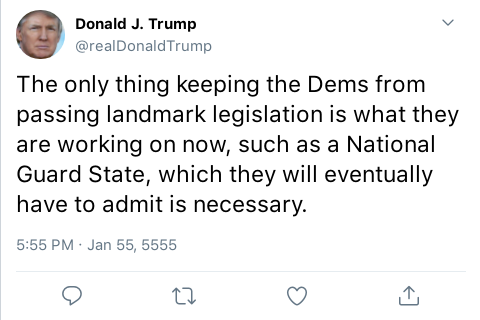 Donald J. Trump
@realDonaldTrump
The only thing keeping the Dems from
passing landmark legislation is what they
are working on now, such as a National
Guard State, which they will eventually
have to admit is necessary.
5:55 PM · Jan 55, 5555